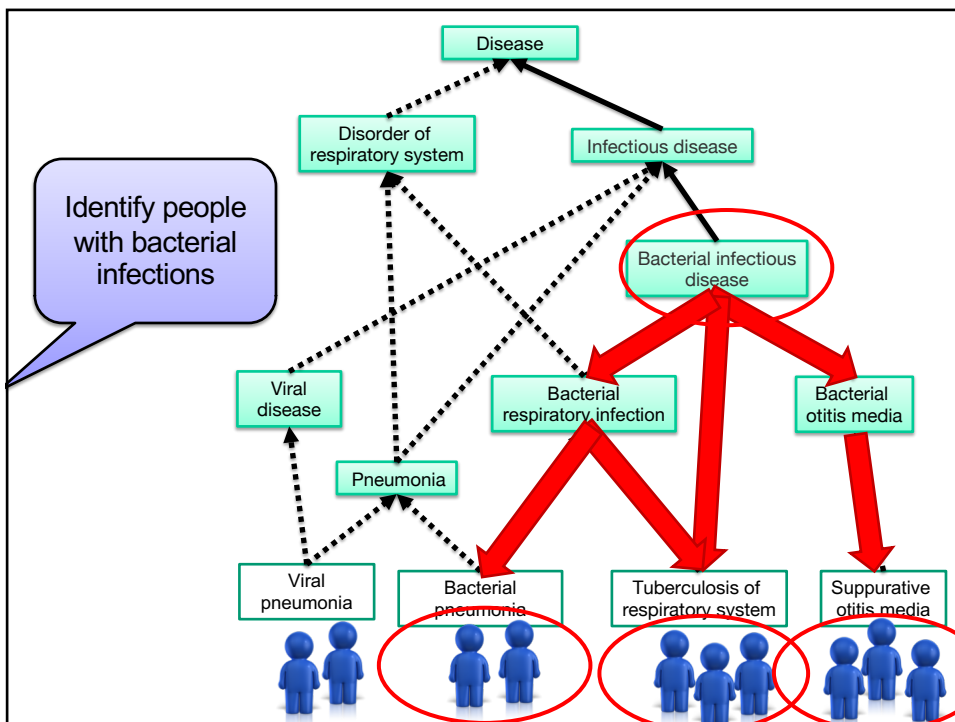 Disease
Disorder of
respiratory system
Infectious disease
Identify people
with bacterial
infections
Bacterial infectious
disease
Viral
disease
Bacterial
respiratory infection
Bacterial
otitis media
Pneumonia
Viral
pneumonia
Bacterial
pneumonia
Tuberculosis of
respiratory system
Suppurative
otitis media